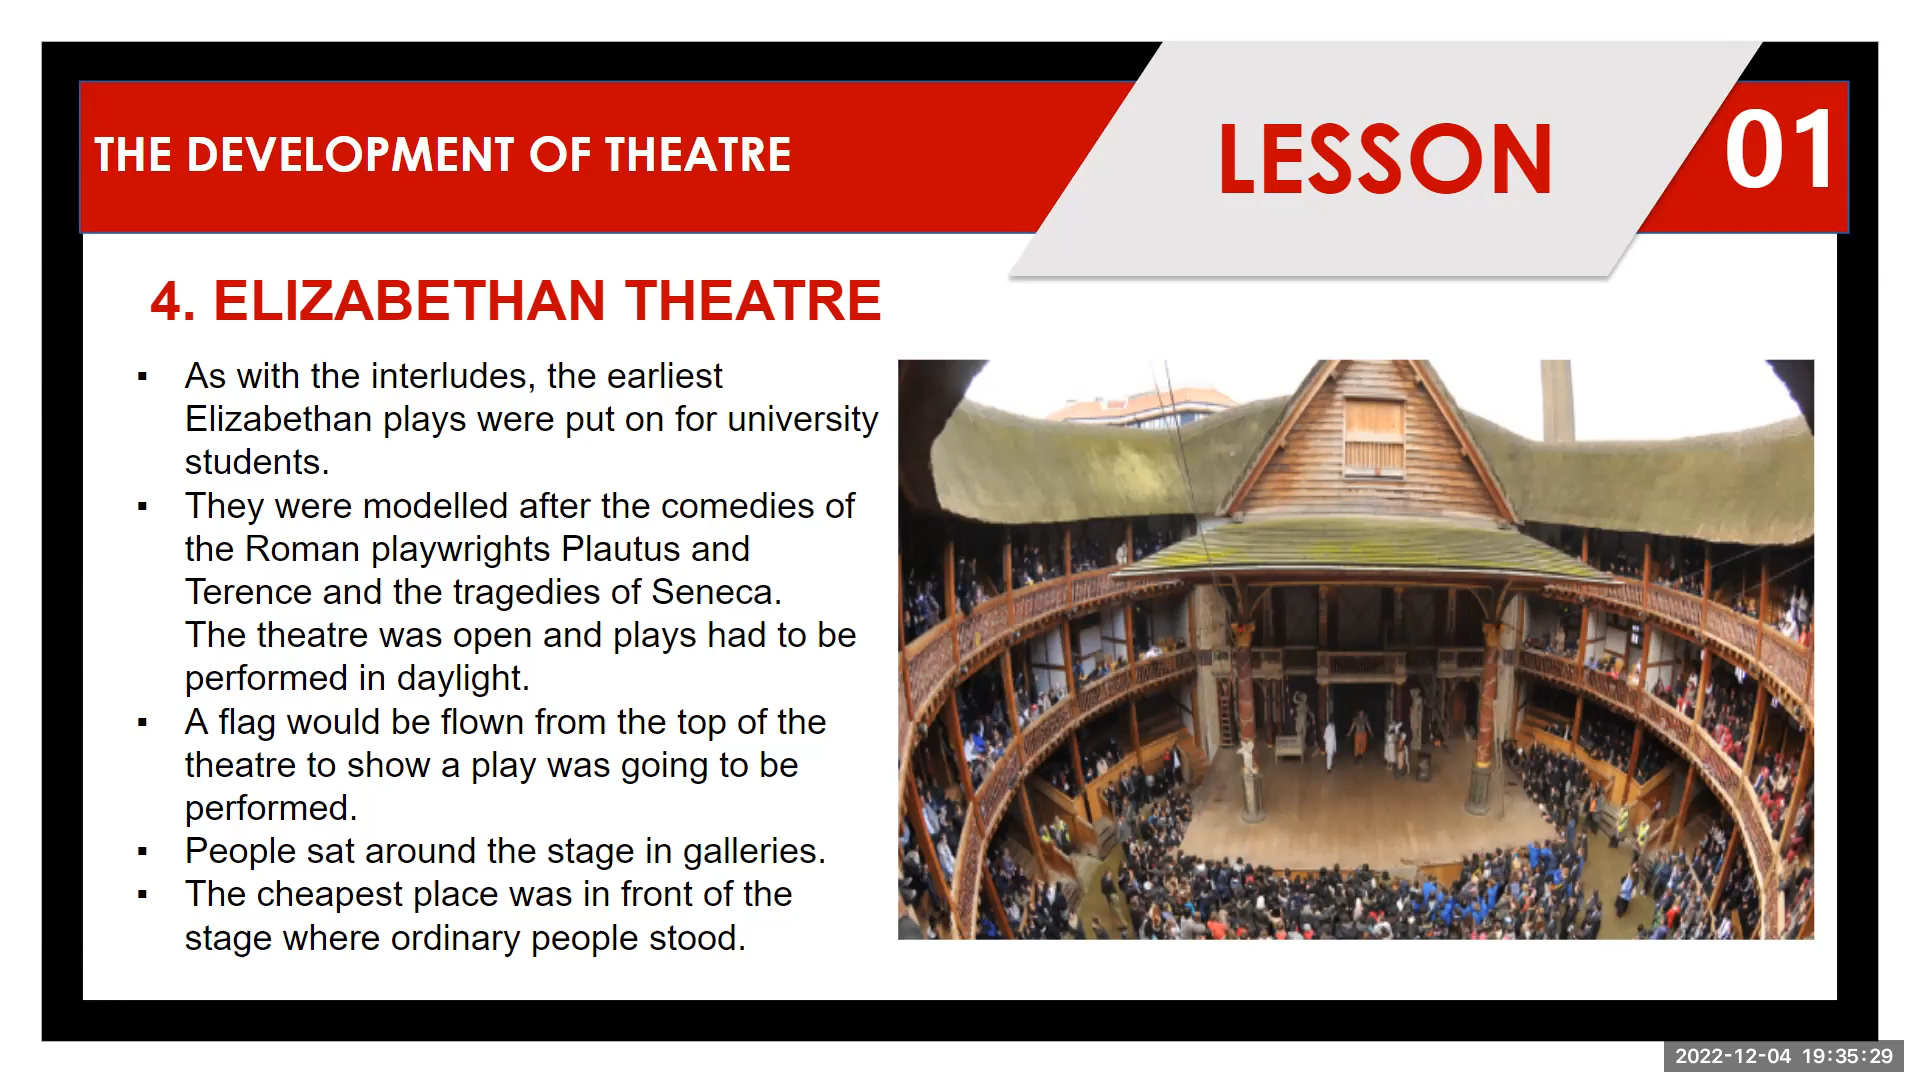 THE DEVELOPMENT OF THEATRE
LESSON
01
4. ELIZABETHAN THEATRE
▪ As with the interludes, the earliest
Elizabethan plays were put on for university
students.
▪ They were modelled after the comedies of
the Roman playwrights Plautus and
Terence and the tragedies of Seneca.
The theatre was open and plays had to be
performed in daylight.
▪ A flag would be flown from the top of the
theatre to show a play was going to be
performed.
▪ People sat around the stage in galleries.
▪ The cheapest place was in front of the
stage where ordinary people stood.
2022-12-04 19:35:29